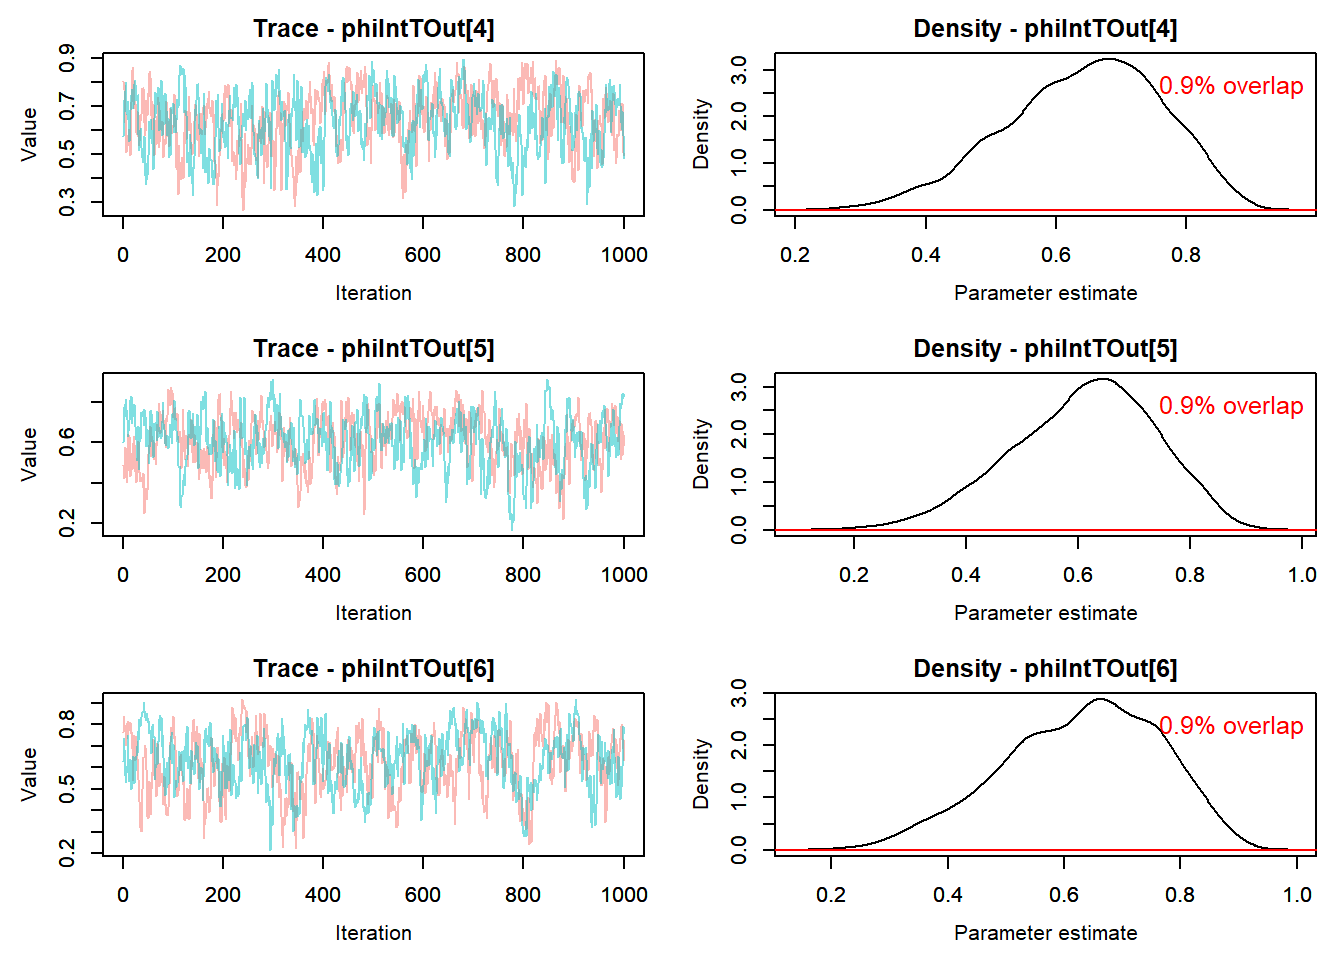 Trace - phiIntTOut[4]
Value
0.3 0.5 0.7 0.9
0 200 400 600 800 1000
Iteration
Density - phiIntTOut[4]
Density
0.0 1.0 2.0 3.0
0.9% overlap
0.2 0.4 0.6 0.8
Parameter estimate
Trace - phiIntTOut[5]
Value
0.2 0.6
0 200 400 600 800 1000
Iteration
Density - phiIntTOut[5]
Density
0.0 1.0 2.0 3.0
0.9% overlap
0.2 0.4 0.6 0.8 1.0
Parameter estimate
Trace - phiIntTOut[6]
Value
0.2 0.5 0.8
0 200 400 600 800 1000
Iteration
Density - phiIntTOut[6]
Density
0.0 1.0 2.0 3.0
0.9% overlap
0.2 0.4 0.6 0.8 1.0
Parameter estimate